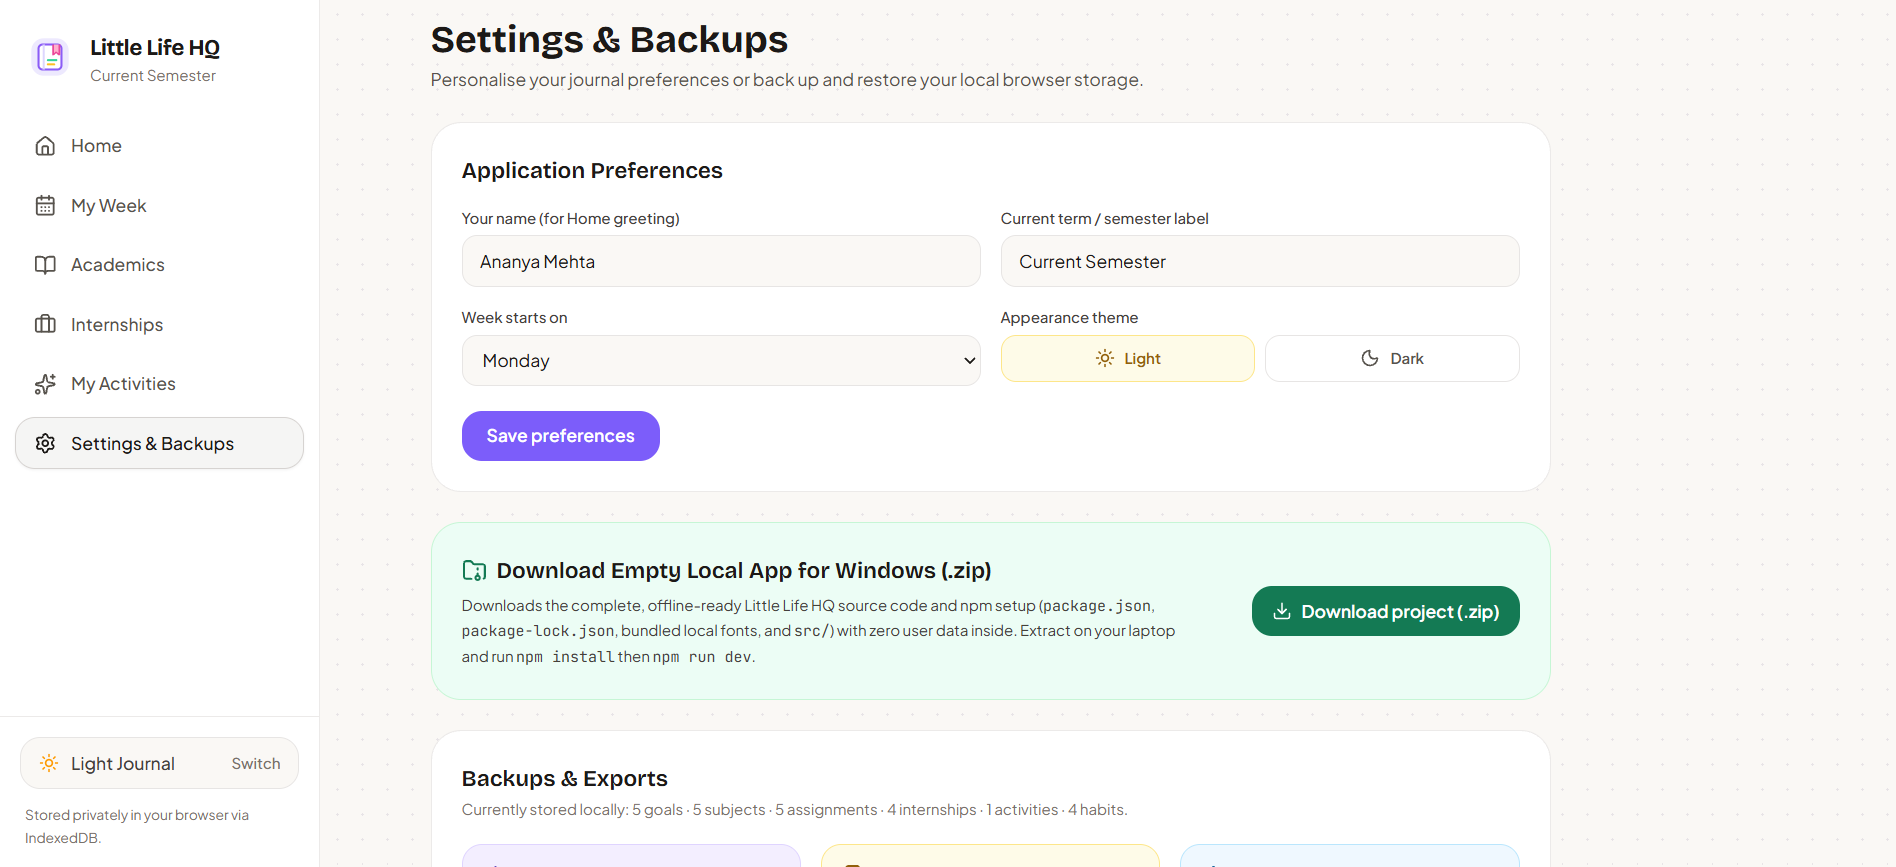 Little Life HQ
Current Semester
Home
My Week
Academics
Internships
My Activities
Settings & Backups
Light Journal
Switch
Stored privately in your browser via
IndexedDB.
Settings & Backups
Personalise your journal preferences or back up and restore your local browser storage.
Application Preferences
Your name (for Home greeting)
Current term / semester label
Ananya Mehta
Current Semester
Week starts on
Appearance theme
Monday
Light
Dark
Save preferences
Download Empty Local App for Windows (.zip)
Downloads the complete, offline-ready Little Life HQ source code and npm setup (package.json,
package-lock.json, bundled local fonts, and src/) with zero user data inside. Extract on your laptop
and run npm install then npm run dev.
Download project (.zip)
Backups & Exports
Currently stored locally: 5 goals · 5 subjects · 5 assignments · 4 internships · 1 activities · 4 habits.